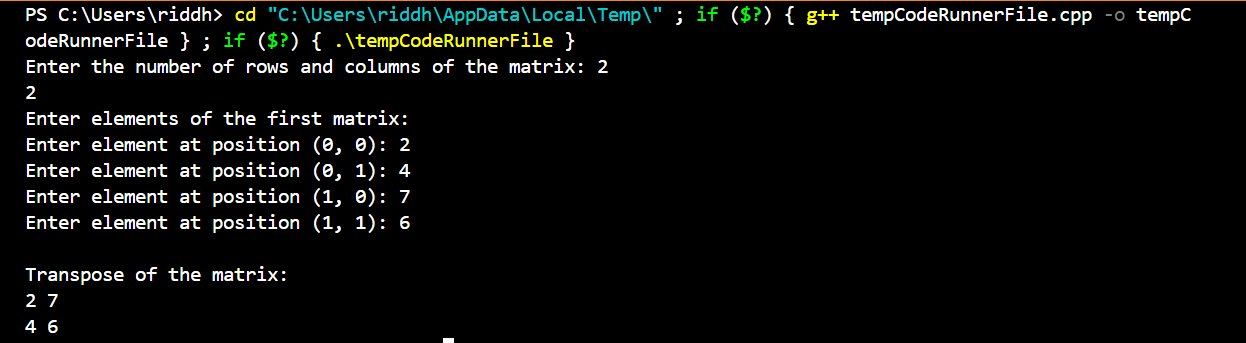 PS C:\Users\riddh> cd "C:\Users\riddh\AppData\Local\Temp\" ; if ($?) { g++ tempCodeRunnerFile.cpp -o tempC
odeRunnerFile } ; if ($?) { .\tempCodeRunnerFile }
Enter the number of rows and columns of the matrix: 2
2
Enter elements of the first matrix:
Enter element at position (0, 0): 2
Enter element at position (0, 1): 4
Enter element at position (1, 0): 7
Enter element at position (1, 1): 6

Transpose of the matrix:
2 7
4 6